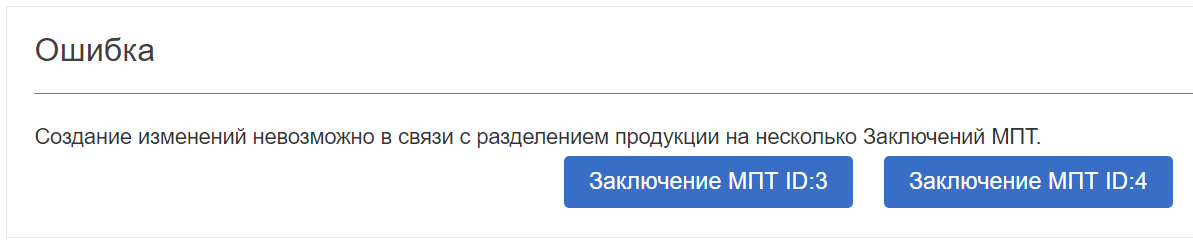 Ошибка
Создание изменений невозможно в связи с разделением продукции на несколько Заключений МПТ.
Заключение МПТ ID:3 Заключение МПТ ID:4